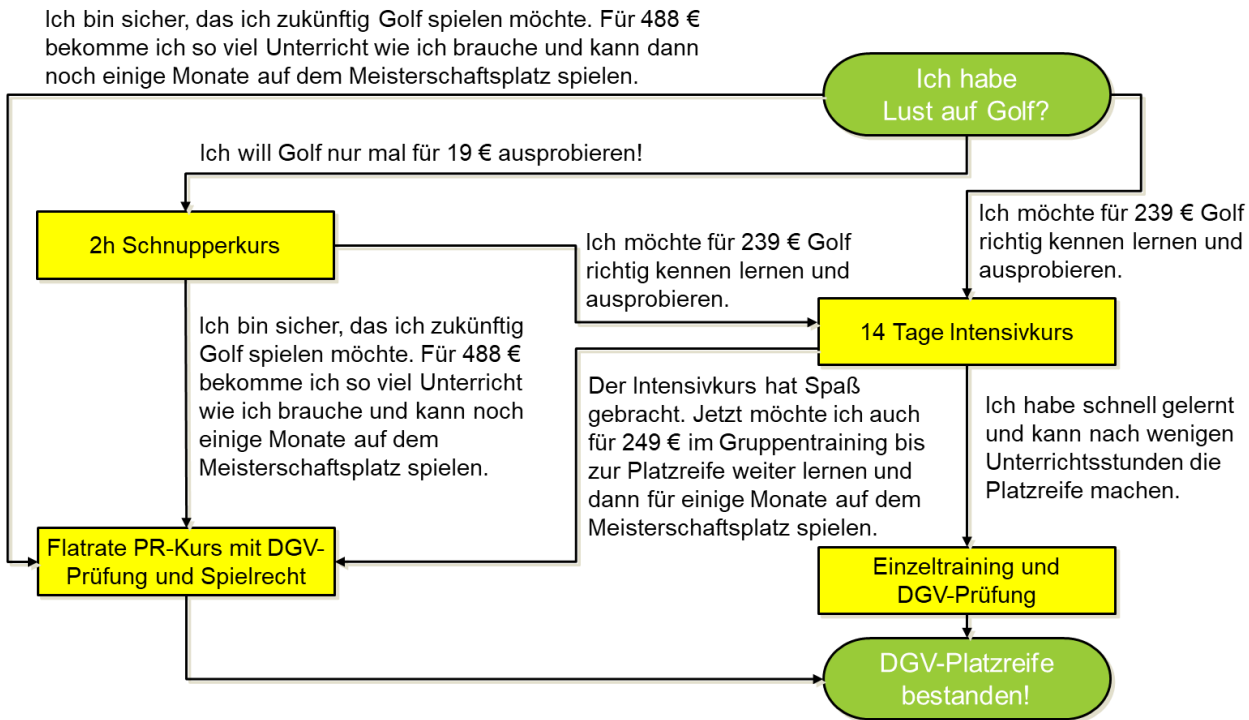 Ich bin sicher, das ich zukünftig Golf spielen möchte. Für 488 €
bekomme ich so viel Unterricht wie ich brauche und kann dann
noch einige Monate auf dem Meisterschaftsplatz spielen.
Ich habe
Lust auf Golf?
Ich will Golf nur mal für 19 € ausprobieren!
2h Schnupperkurs
Ich möchte für 239 € Golf
richtig kennen lernen und
ausprobieren.
Ich möchte für 239 € Golf
richtig kennen lernen und
ausprobieren.
14 Tage Intensivkurs
Ich bin sicher, das ich zukünftig
Golf spielen möchte. Für 488 €
bekomme ich so viel Unterricht
wie ich brauche und kann noch
einige Monate auf dem
Meisterschaftsplatz spielen.
Der Intensivkurs hat Spaß
gebracht. Jetzt möchte ich auch
für 249 € im Gruppentraining bis
zur Platzreife weiter lernen und
dann für einige Monate auf dem
Meisterschaftsplatz spielen.
Ich habe schnell gelernt
und kann nach wenigen
Unterrichtsstunden die
Platzreife machen.
Flatrate PR-Kurs mit DGV-
Prüfung und Spielrecht
Einzeltraining und
DGV-Prüfung
DGV-Platzreife
bestanden!